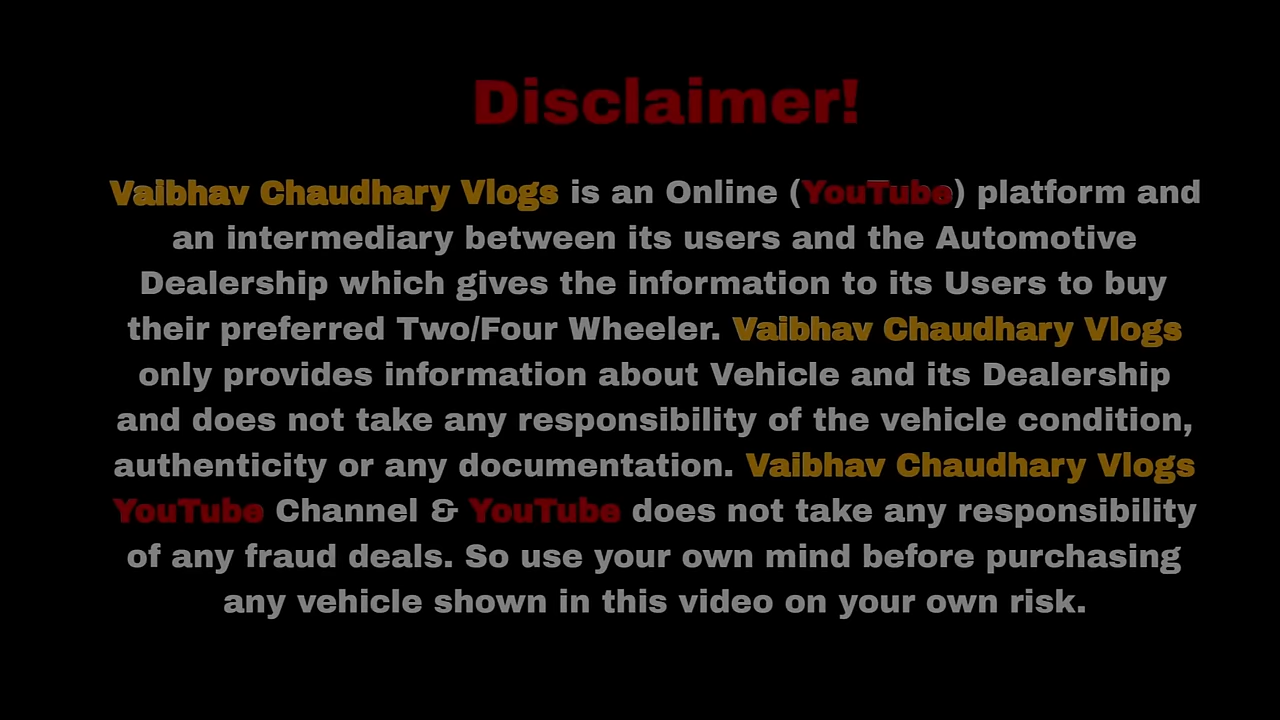 Disclaimer!
Vaibhav Chaudhary Vlogs is an Online (YouTube) platform and
an intermediary between its users and the Automotive
Dealership which gives the information to its Users to buy
their preferred Two/Four Wheeler. Vaibhav Chaudhary Vlogs
only provides information about Vehicle and its Dealership
and does not take any responsibility of the vehicle condition,
authenticity or any documentation. Vaibhav Chaudhary Vlogs
YouTube Channel & YouTube does not take any responsibility
of any fraud deals. So use your own mind before purchasing
any vehicle shown in this video on your own risk.